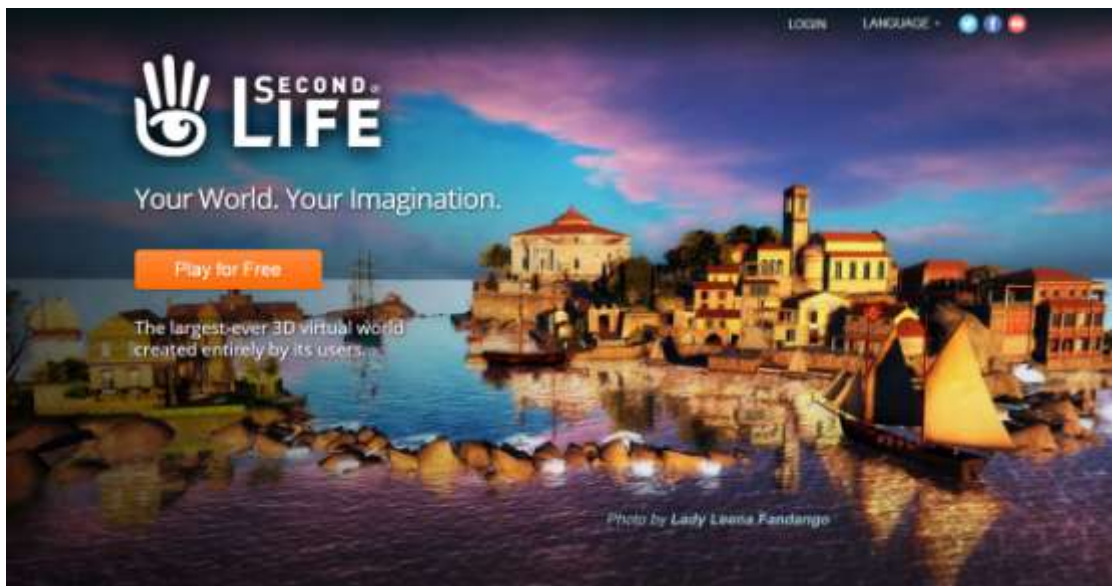 LOGIN LANGUAGE
SECOND®
LIFE
Your World. Your Imagination.
Play for Free
The largest-ever 3D virtual world
created entirely by its users.
Photo by Lady Leena Fandango